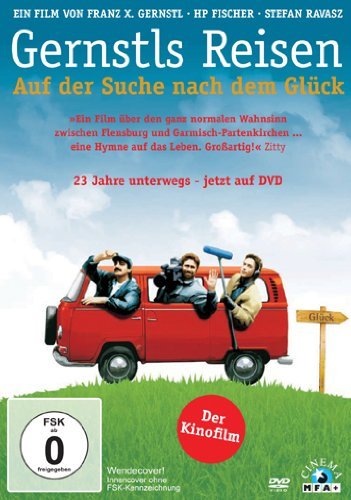 EIN FILM VON FRANZ X. GERNSTL · HP FISCHER · STEFAN RAVASZ
Gernstls Reisen
Auf der Suche nach dem Glück
»Ein Film über den ganz normalen Wahnsinn
zwischen Flensburg und Garmisch-Partenkirchen ...
eine Hymne auf das Leben. Großartig!« Zitty
23 Jahre unterwegs - jetzt auf DVD
Glück
Der
Kinofilm
FSK
ab
0
freigegeben
Wendecover!
Innencover ohne
FSK-Kennzeichnung
DVD
VIDEO
CINEMA
MFA+